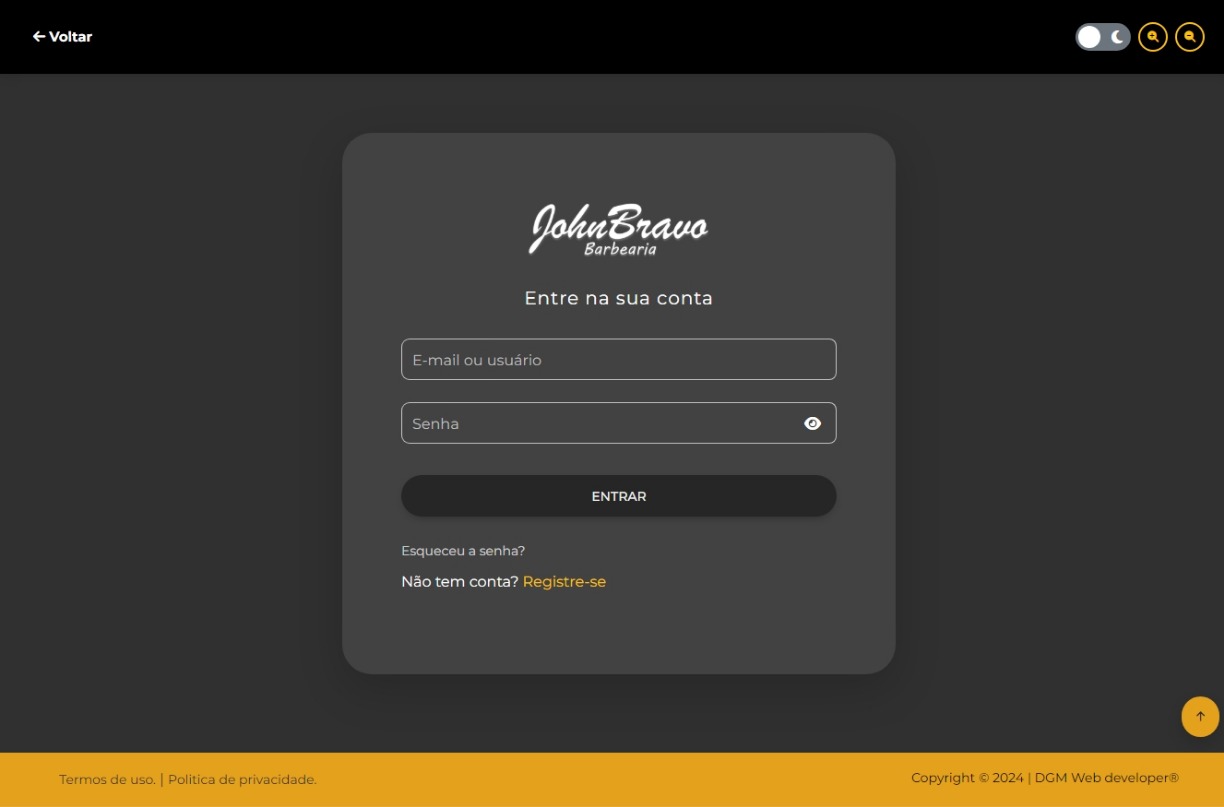 Voltar
JohnBravo
Barbearia
Entre na sua conta
E-mail ou usuário
Senha
ENTRAR
Esqueceu a senha?
Não tem conta? Registre-se
Termos de uso. | Politica de privacidade.
Copyright © 2024 | DGM Web developer®